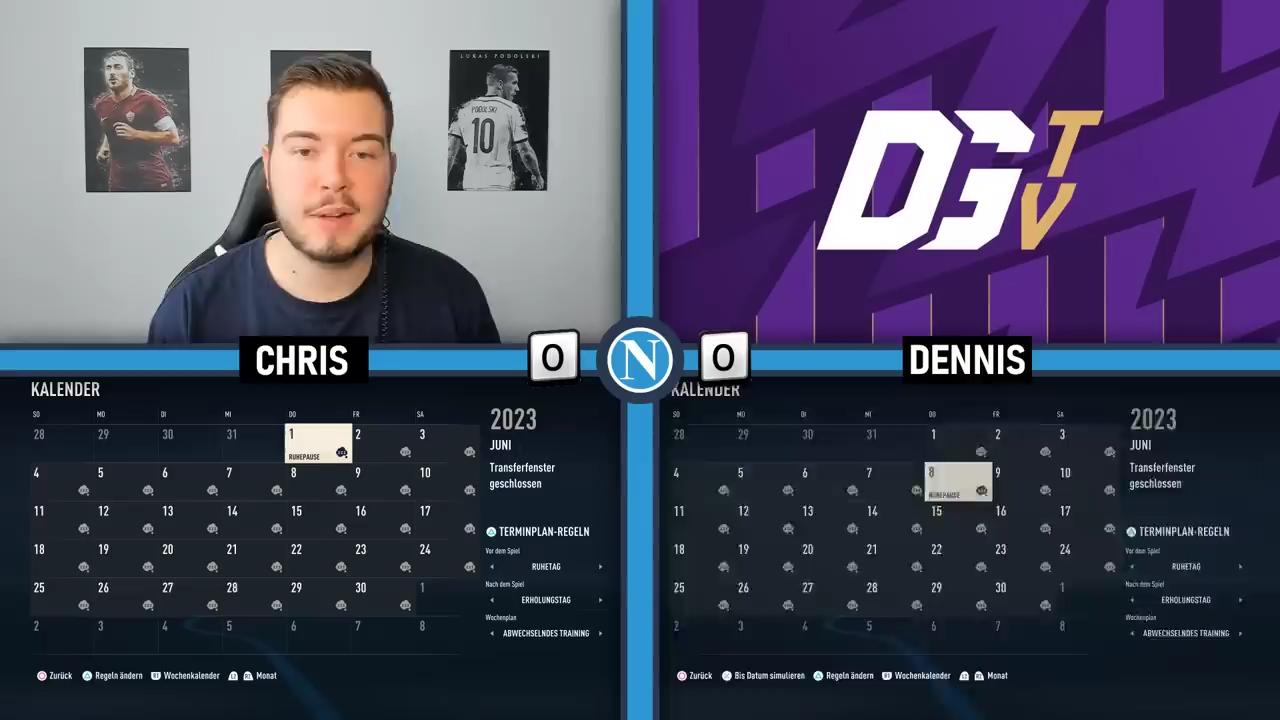 LUKAS PODOLSKI
PODOLSKI
10
DG
TV
CHRIS
0
N
0
DENNIS
KALENDER
SO MO DI MI DO FR SA
28 29 30 31 1 2 3
RUHEPAUSE
4 5 6 7 8 9 10
11 12 13 14 15 16 17
18 19 20 21 22 23 24
25 26 27 28 29 30 1
2 3 4 5 6 7 8
2023
JUNI
Transferfenster
geschlossen
TERMINPLAN-REGELN
Vor dem Spiel
RUHETAG
Nach dem Spiel
ERHOLUNGSTAG
Wochenplan
ABWECHSELNDES TRAINING
Zurück Regeln ändern R1 Wochenkalender L2 R2 Monat
KALENDER
SO MO DI MI DO FR SA
28 29 30 31 1 2 3
4 5 6 7 8 9 10
RUHEPAUSE
11 12 13 14 15 16 17
18 19 20 21 22 23 24
25 26 27 28 29 30 1
2 3 4 5 6 7 8
2023
JUNI
Transferfenster
geschlossen
TERMINPLAN-REGELN
Vor dem Spiel
RUHETAG
Nach dem Spiel
ERHOLUNGSTAG
Wochenplan
ABWECHSELNDES TRAINING
Zurück Bis Datum simulieren Regeln ändern R1 Wochenkalender L2 R2 Monat